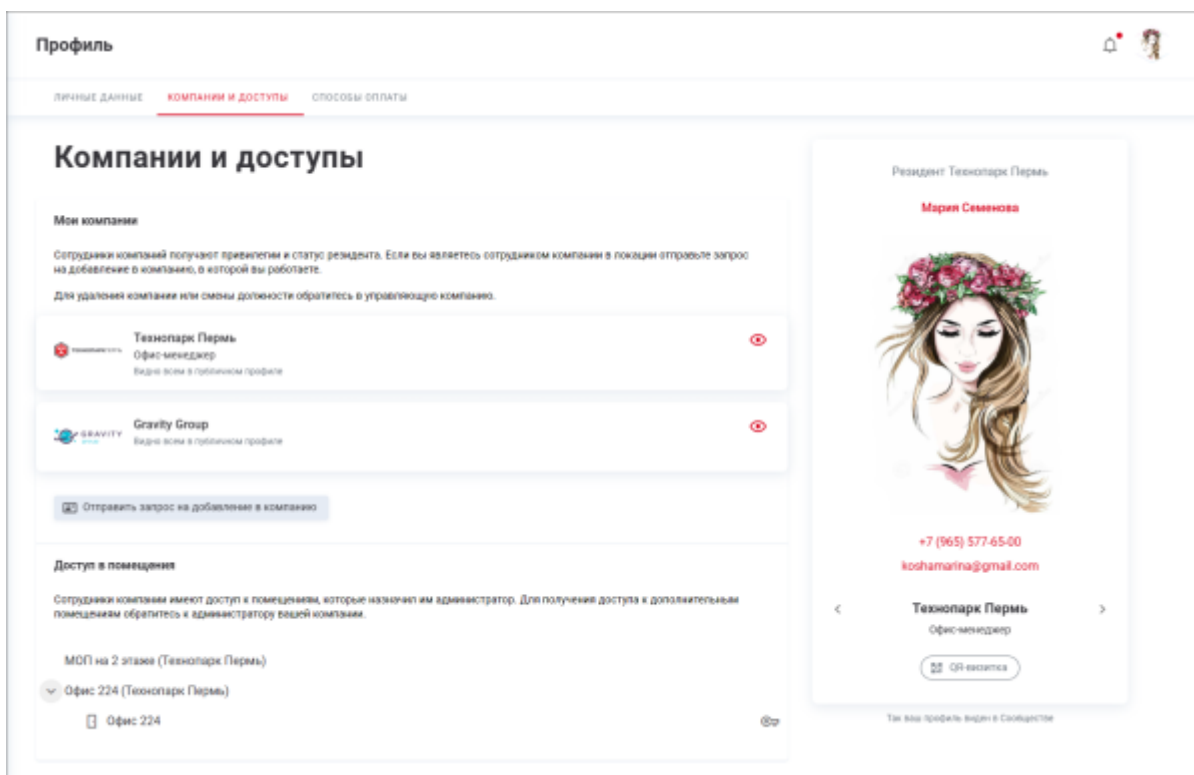 Профиль
ЛИЧНЫЕ ДАННЫЕ
КОМПАНИИ И ДОСТУПЫ
СПОСОБЫ ОПЛАТЫ
Компании и доступы
Мои компании
Сотрудники компаний получают привилегии и статус резидента. Если вы являетесь сотрудником компании в локации отправьте запрос
на добавление в компанию, в которой вы работаете.
Для удаления компании или смены должности обратитесь в управляющую компанию.
Технопарк Пермь
Офис-менеджер
Видно всем в публичном профиле
GRAVITY
Gravity Group
Видно всем в публичном профиле
Отправить запрос на добавление в компанию
Доступ в помещения
Сотрудники компании имеют доступ к помещениям, которые назначил им администратор. Для получения доступа к дополнительным
помещениям обратитесь к администратору вашей компании.
МОП на 2 этаже (Технопарк Пермь)
Офис 224 (Технопарк Пермь)
Офис 224
Резидент Технопарк Пермь
Мария Семенова
+7 (965) 577-65-00
koshamarina@gmail.com
Технопарк Пермь
Офис-менеджер
QR-визитка
Так ваш профиль виден в Сообществе